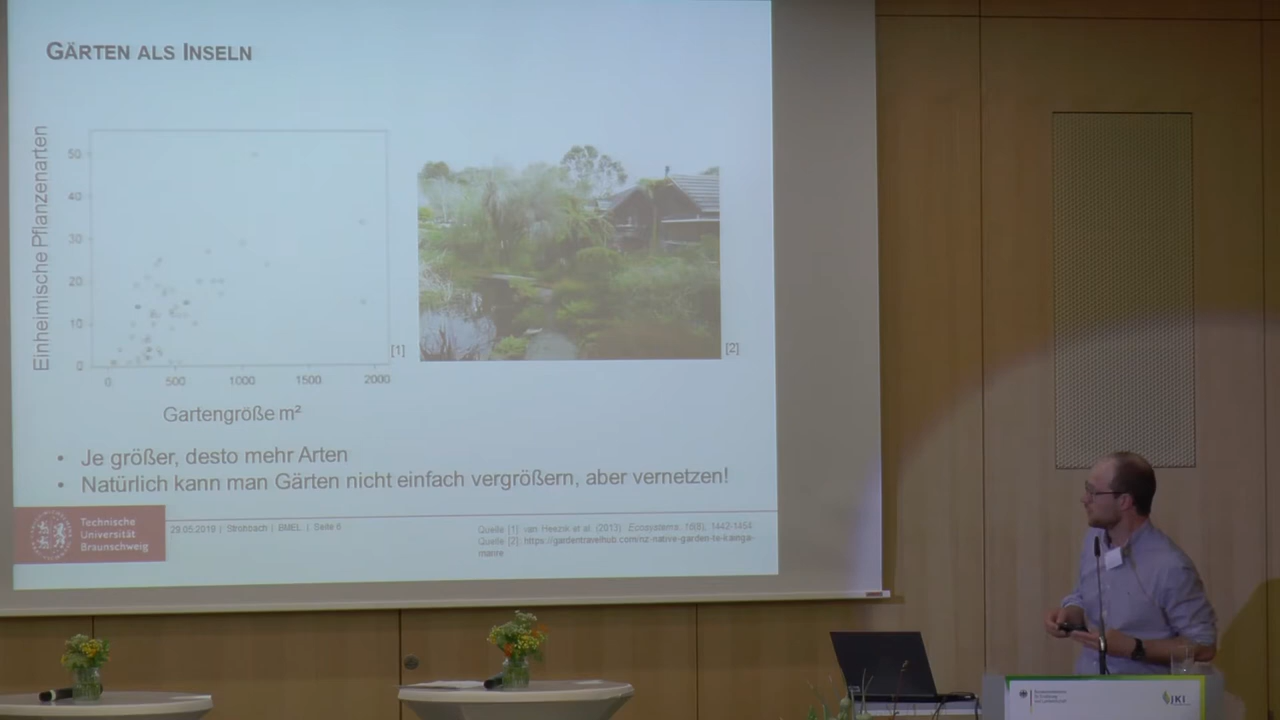 GÄRTEN ALS INSELN
Einheimische Pflanzenarten
50
40
30
20
10
0
0 500 1000 1500 2000
[1]
[2]
Gartengröße m²
• Je größer, desto mehr Arten
• Natürlich kann man Gärten nicht einfach vergrößern, aber vernetzen!
Technische
Universität
Braunschweig
29.05.2019 | Strohbach | BMEL | Seite 6
Quelle [1]: van Heezik et al. (2013). Ecosystems, 16(8), 1442-1454
Quelle [2]: https://gardentravelhub.com/nz-native-garden-te-kainga-
marire
JKI